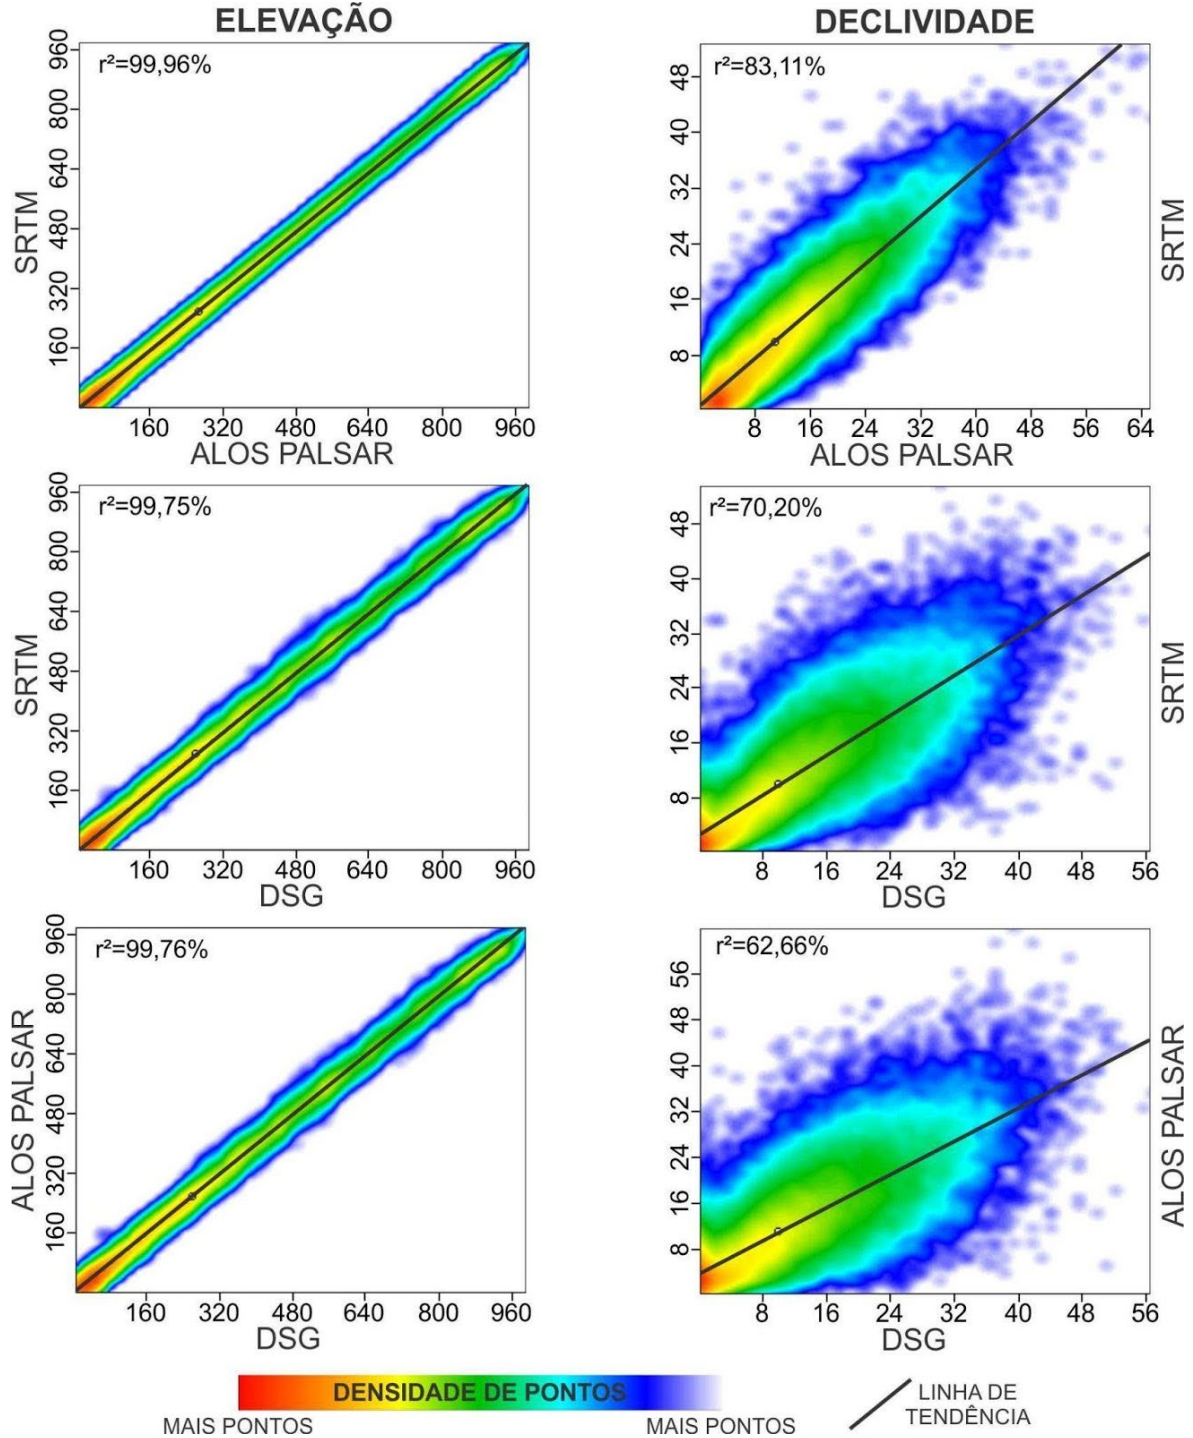 ELEVAÇÃO
DECLIVIDADE
r²=99,96%
960
800
640
480
320
160
SRTM
160 320 480 640 800 960
ALOS PALSAR
r²=83,11%
48
40
32
24
16
8
SRTM
8 16 24 32 40 48 56 64
ALOS PALSAR
r²=99,75%
960
800
640
480
320
160
SRTM
160 320 480 640 800 960
DSG
r²=70,20%
48
40
32
24
16
8
SRTM
8 16 24 32 40 48 56
DSG
r²=99,76%
960
800
640
480
320
160
ALOS PALSAR
160 320 480 640 800 960
DSG
r²=62,66%
56
48
40
32
24
16
8
ALOS PALSAR
8 16 24 32 40 48 56
DSG
DENSIDADE DE PONTOS
MAIS PONTOS
MAIS PONTOS
LINHA DE
TENDÊNCIA